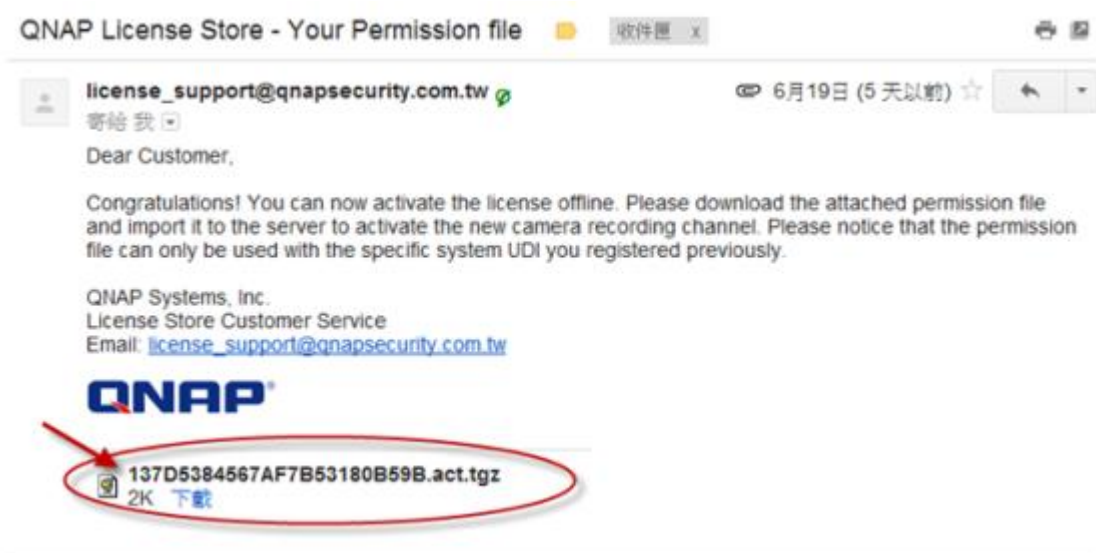 QNAP License Store - Your Permission file
收件匣 x
license_support@qnapsecurity.com.tw
6月19日 (5 天以前)
寄給 我
Dear Customer,
Congratulations! You can now activate the license offline. Please download the attached permission file
and import it to the server to activate the new camera recording channel. Please notice that the permission
file can only be used with the specific system UDI you registered previously.
QNAP Systems, Inc.
License Store Customer Service
Email: license_support@qnapsecurity.com.tw
QNAP
137D5384567AF7B53180B59B.act.tgz
2K 下載